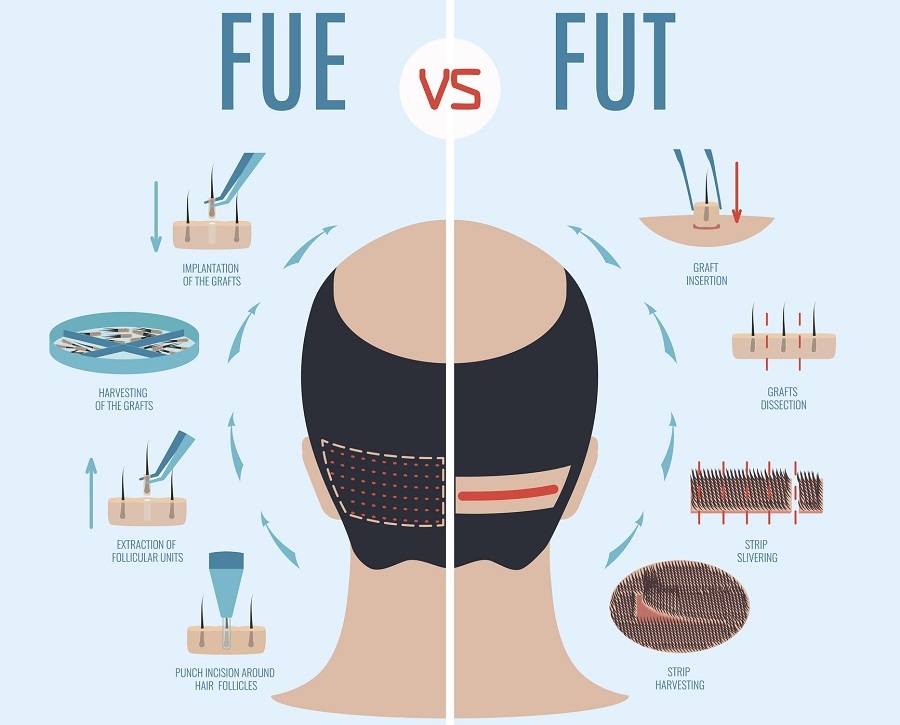 FUE
VS
FUT
IMPLANTATION
OF THE GRAFTS
HARVESTING
OF THE GRAFTS
EXTRACTION OF
FOLLICULAR UNITS
PUNCH INCISION AROUND
HAIR FOLLICLES
GRAFT
INSERTION
GRAFTS
DISSECTION
STRIP
SLIVERING
STRIP
HARVESTING